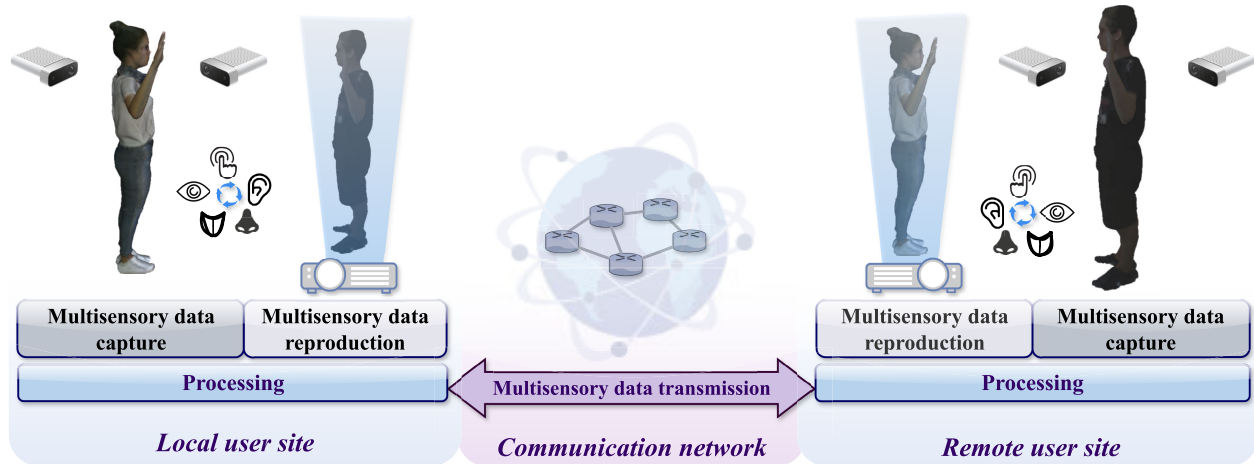 Multisensory data
capture
Multisensory data
reproduction
Multisensory data
reproduction
Multisensory data
capture
Processing
Multisensory data transmission
Processing
Local user site
Communication network
Remote user site